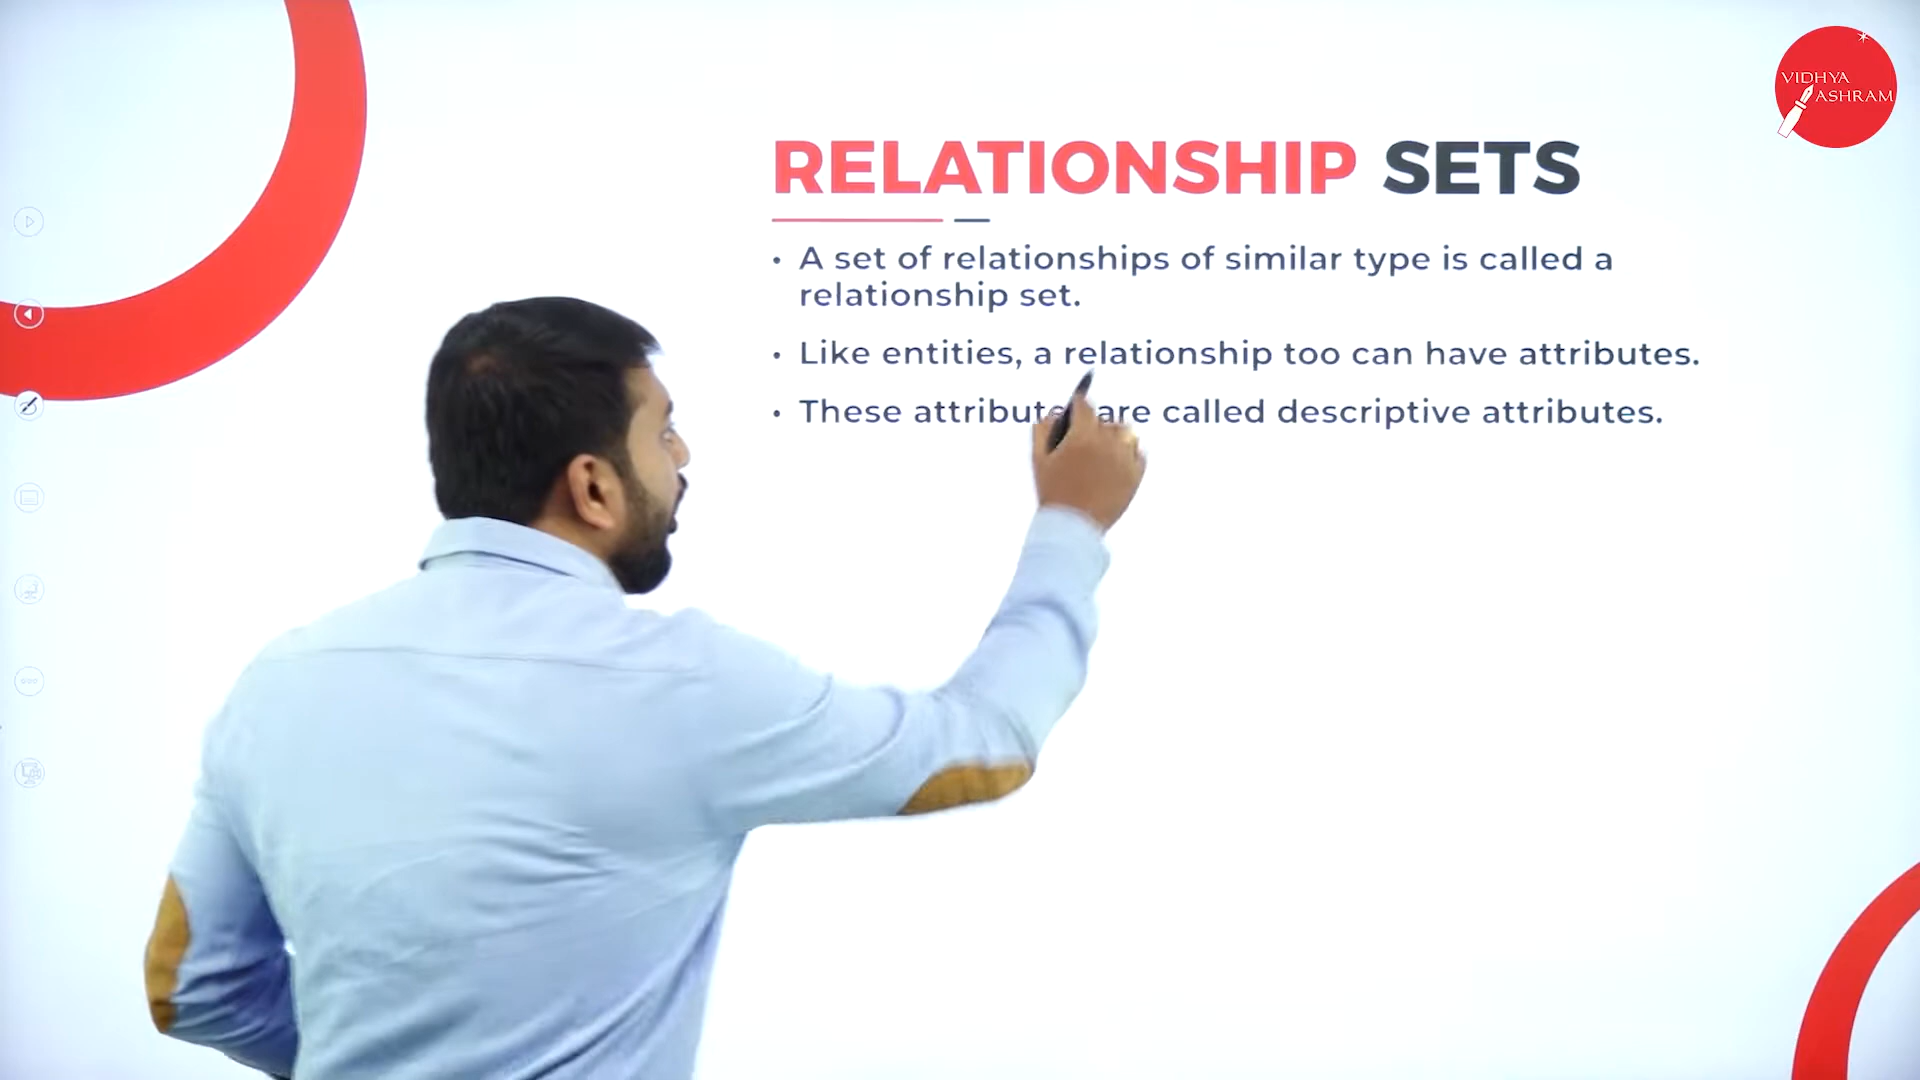 VIDHYA
ASHRAM
RELATIONSHIP SETS
• A set of relationships of similar type is called a
relationship set.
• Like entities, a relationship too can have attributes.
• These attributes are called descriptive attributes.